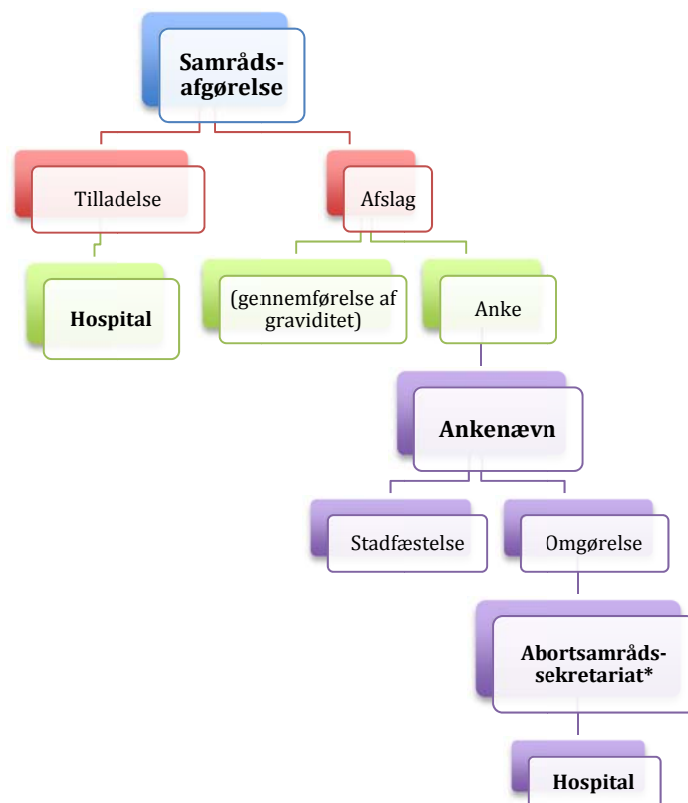 Samråds-
afgørelse
Tilladelse
Afslag
Hospital
(gennemførelse af
graviditet)
Anke
Ankenævn
Stadfæstelse
Omgørelse
Abortsamråds-
sekretariat*
Hospital